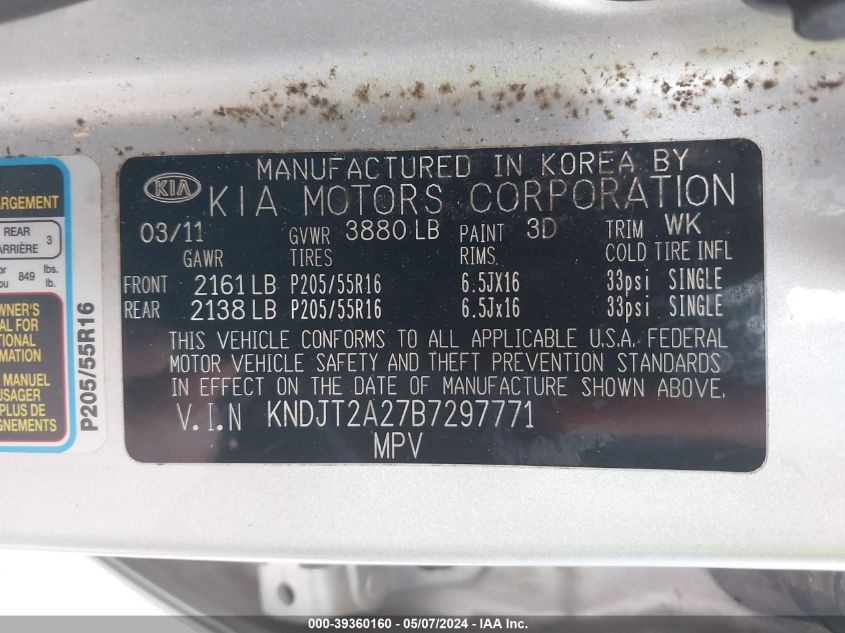 MANUFACTURED IN KOREA BY
KIA
KIA MOTORS CORPORATION
03/11 GVWR 3880 LB PAINT 3D TRIM WK
GAWR TIRES RIMS COLD TIRE INFL
FRONT 2161 LB P205/55R16 6.5JX16 33psi SINGLE
REAR 2138 LB P205/55R16 6.5Jx16 33psi SINGLE
THIS VEHICLE CONFORMS TO ALL APPLICABLE U.S.A. FEDERAL
MOTOR VEHICLE SAFETY AND THEFT PREVENTION STANDARDS
IN EFFECT ON THE DATE OF MANUFACTURE SHOWN ABOVE.
V.I.N KNDJT2A27B7297771
MPV
ARGEMENT
REAR 3
ARRIÈRE
or 849 lbs.
lb.
WNER'S
AL FOR
TIONAL
RMATION
MANUEL
USAGER
PLUS DE
IGNEMENTS
P205/55R16
000-39360160 - 05/07/2024 - IAA Inc.